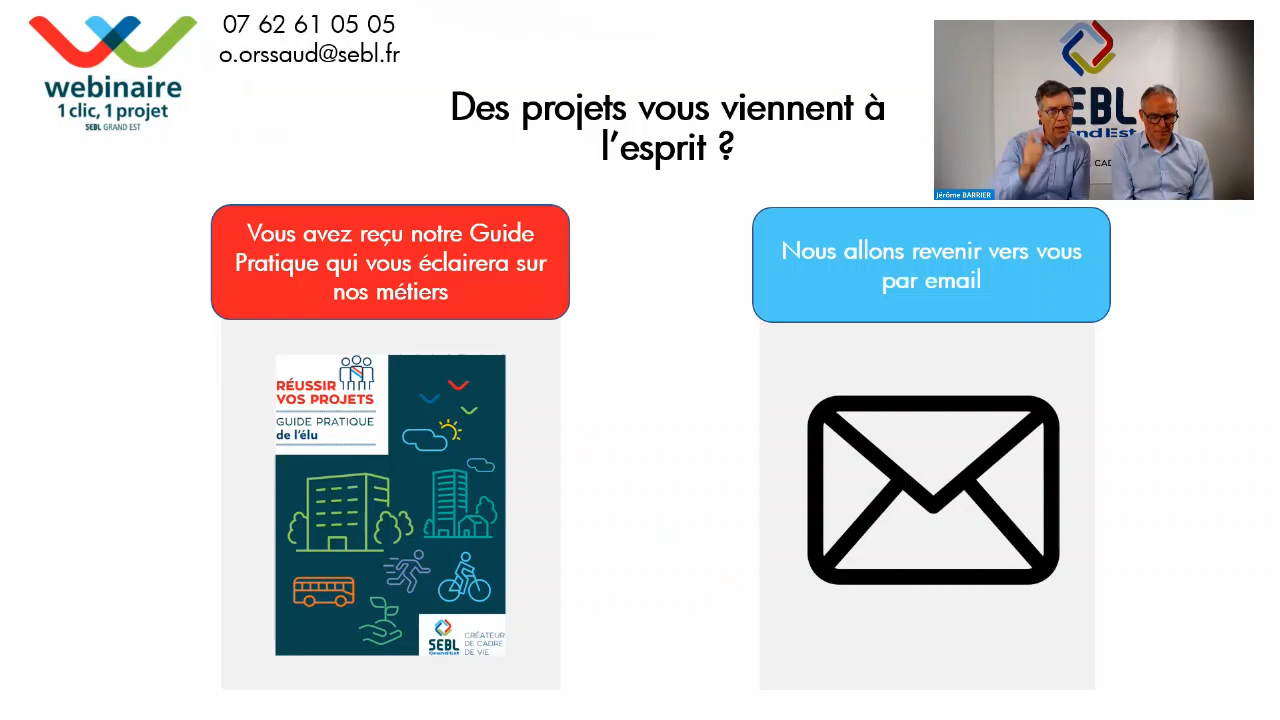 07 62 61 05 05
o.orssaud@sebl.fr
webinaire
1 clic, 1 projet
SEBL GRAND EST
Des projets vous viennent à
l'esprit ?
SEBL
Grand Est
CAD
Jérôme BARRIER
Vous avez reçu notre Guide
Pratique qui vous éclairera sur
nos métiers
Nous allons revenir vers vous
par email
RÉUSSIR
VOS PROJETS
GUIDE PRATIQUE
de l'élu
SEBL
Grand Est
CRÉATEUR
DE CADRE
DE VIE